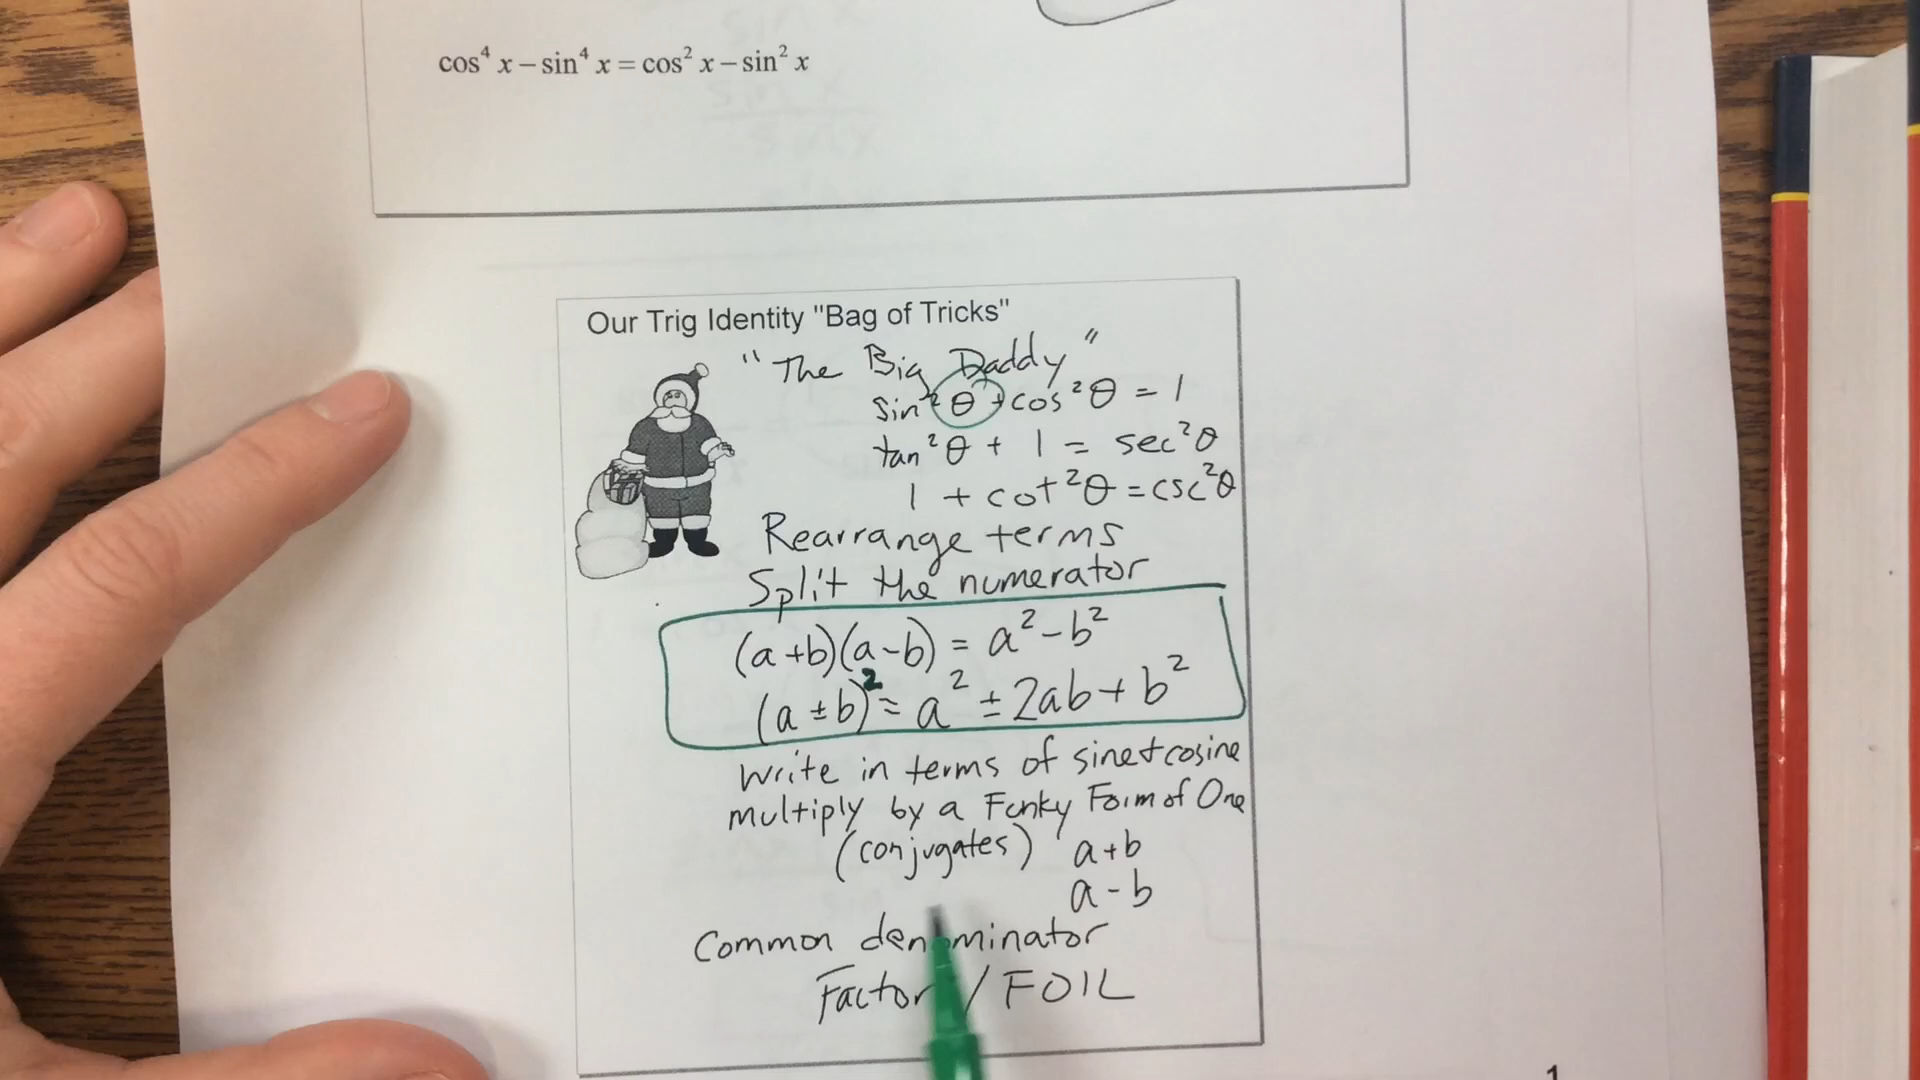 cos⁴ x − sin⁴ x = cos² x − sin² x
Our Trig Identity "Bag of Tricks"
"The Big Daddy"
sin²θ + cos²θ = 1
tan²θ + 1 = sec²θ
1 + cot²θ = csc²θ
Rearrange terms
Split the numerator
(a+b)(a-b) = a² - b²
(a ± b)² = a² ± 2ab + b²
Write in terms of sine + cosine
multiply by a Funky Form of One
(conjugates) a+b
a-b
Common denominator
Factor / FOIL
1